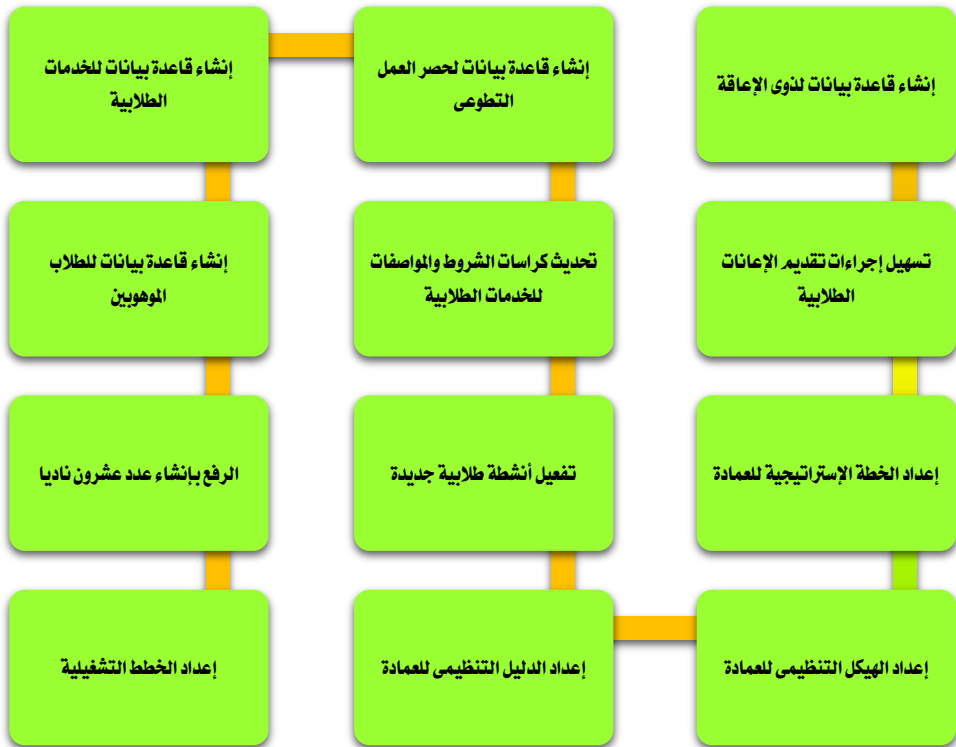 إنشاء قاعدة بيانات لذوى الإعاقة
تسهيل إجراءات تقديم الإعانات
الطلابية
إعداد الخطة الإستراتيجية للعمادة
إعداد الهيكل التنظيمى للعمادة
إعداد الدليل التنظيمى للعمادة
تفعيل أنشطة طلابية جديدة
تحديث كراسات الشروط والمواصفات
للخدمات الطلابية
إنشاء قاعدة بيانات لحصر العمل
التطوعى
إنشاء قاعدة بيانات للخدمات
الطلابية
إنشاء قاعدة بيانات للطلاب
الموهوبين
الرفع بإنشاء عدد عشرون ناديا
إعداد الخطط التشغيلية